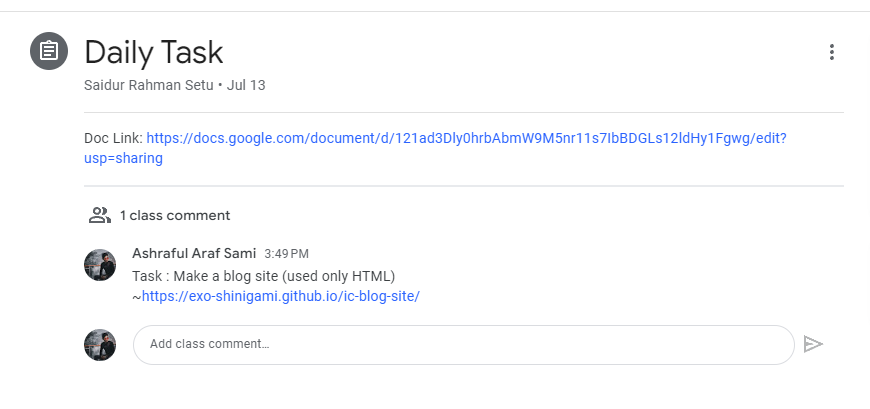 Daily Task
Saidur Rahman Setu • Jul 13
Doc Link: https://docs.google.com/document/d/121ad3Dly0hrbAbmW9M5nr11s7IbBDGLs12ldHy1Fgwg/edit?
usp=sharing
1 class comment
Ashraful Araf Sami 3:49 PM
Task : Make a blog site (used only HTML)
~https://exo-shinigami.github.io/ic-blog-site/
Add class comment…